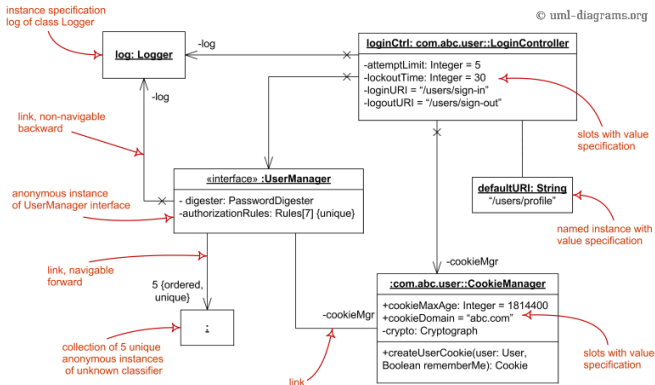 © uml-diagrams.org
instance specification
log of class Logger
log: Logger
-log
-log
loginCtrl: com.abc.user::LoginController
-attemptLimit: Integer = 5
-lockoutTime: Integer = 30
-loginURI = “/users/sign-in”
-logoutURI = “/users/sign-out”
slots with value
specification
link, non-navigable
backward
anonymous instance
of UserManager interface
«interface» :UserManager
- digester: PasswordDigester
-authorizationRules: Rules[7] {unique}
defaultURI: String
“/users/profile”
named instance with
value specification
link, navigable
forward
5 {ordered,
unique}
:
collection of 5 unique
anonymous instances
of unknown classifier
-cookieMgr
-cookieMgr
link
:com.abc.user::CookieManager
+cookieMaxAge: Integer = 1814400
+cookieDomain = “abc.com”
-crypto: Cryptograph
+createUserCookie(user: User,
Boolean rememberMe): Cookie
slots with value
specification